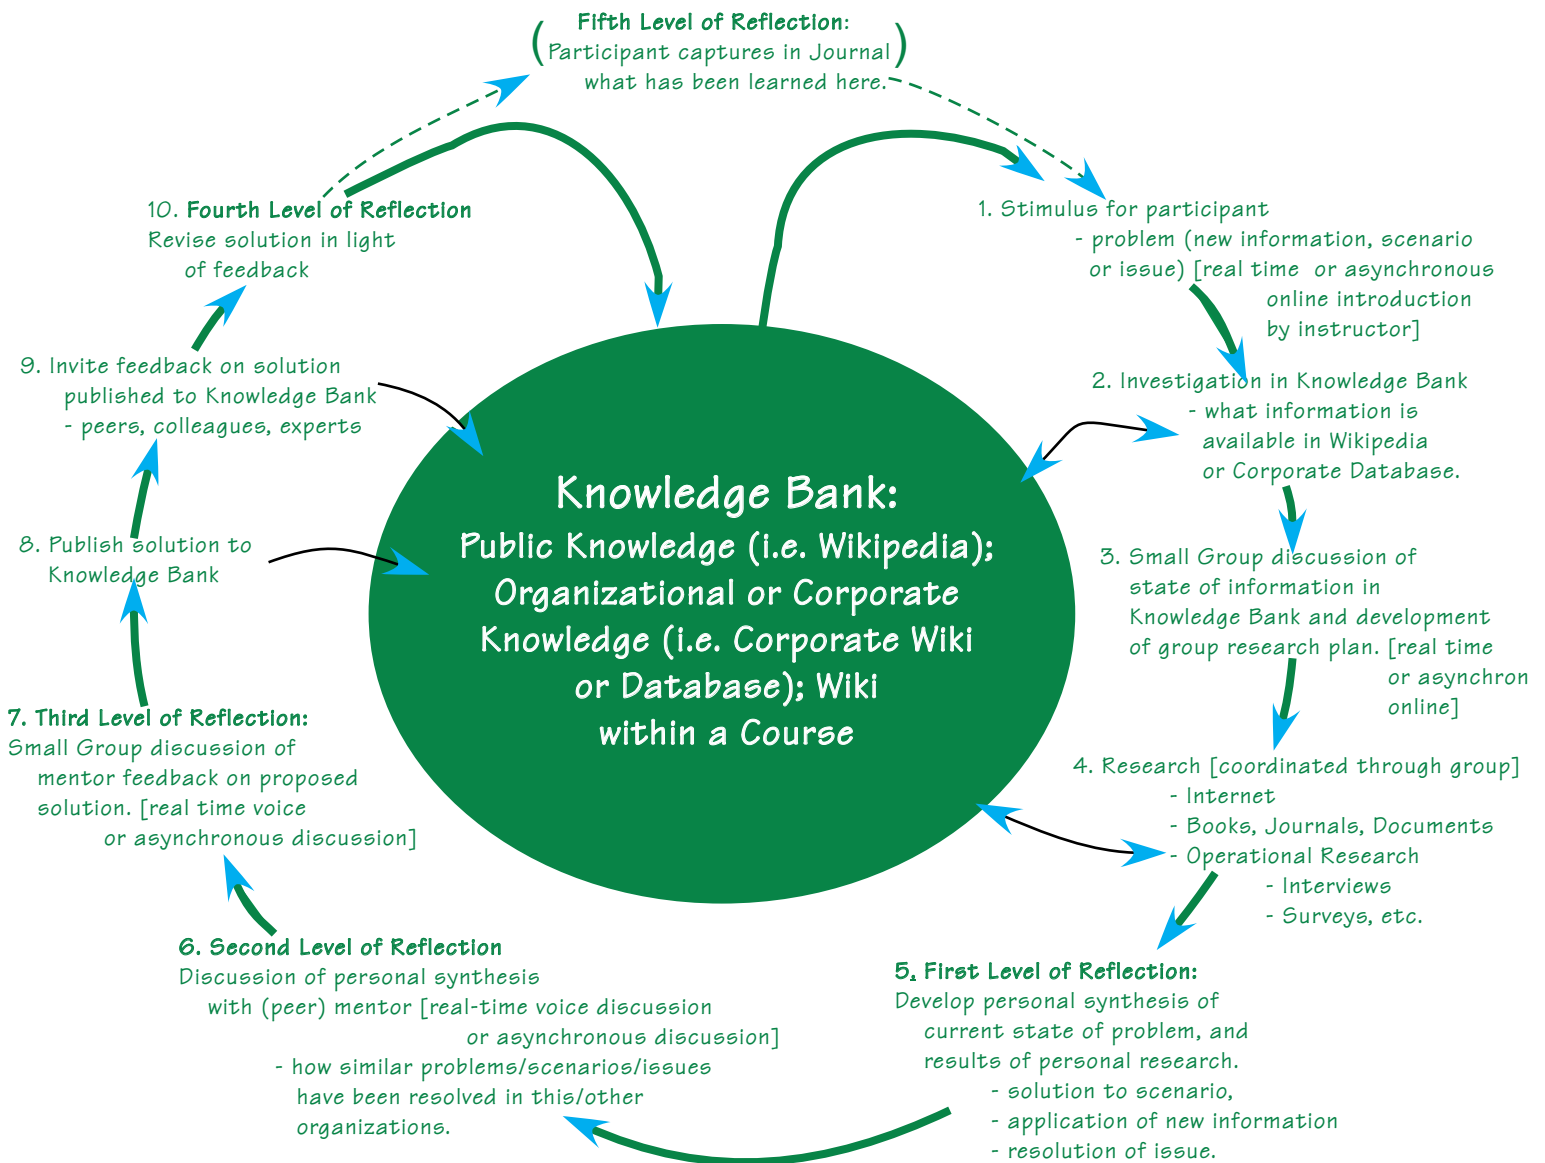 Fifth Level of Reflection:
(Participant captures in Journal)
what has been learned here.
1. Stimulus for participant
- problem (new information, scenario
or issue) [real time or asynchronous
online introduction
by instructor]
2. Investigation in Knowledge Bank
- what information is
available in Wikipedia
or Corporate Database.
3. Small Group discussion of
state of information in
Knowledge Bank and development
of group research plan. [real time
or asynchron
online]
4. Research [coordinated through group]
- Internet
- Books, Journals, Documents
- Operational Research
- Interviews
- Surveys, etc.
5. First Level of Reflection:
Develop personal synthesis of
current state of problem, and
results of personal research.
- solution to scenario,
- application of new information
- resolution of issue.
6. Second Level of Reflection
Discussion of personal synthesis
with (peer) mentor [real-time voice discussion
or asynchronous discussion]
- how similar problems/scenarios/issues
have been resolved in this/other
organizations.
7. Third Level of Reflection:
Small Group discussion of
mentor feedback on proposed
solution. [real time voice
or asynchronous discussion]
8. Publish solution to
Knowledge Bank
9. Invite feedback on solution
published to Knowledge Bank
- peers, colleagues, experts
10. Fourth Level of Reflection
Revise solution in light
of feedback
Knowledge Bank:
Public Knowledge (i.e. Wikipedia);
Organizational or Corporate
Knowledge (i.e. Corporate Wiki
or Database); Wiki
within a Course